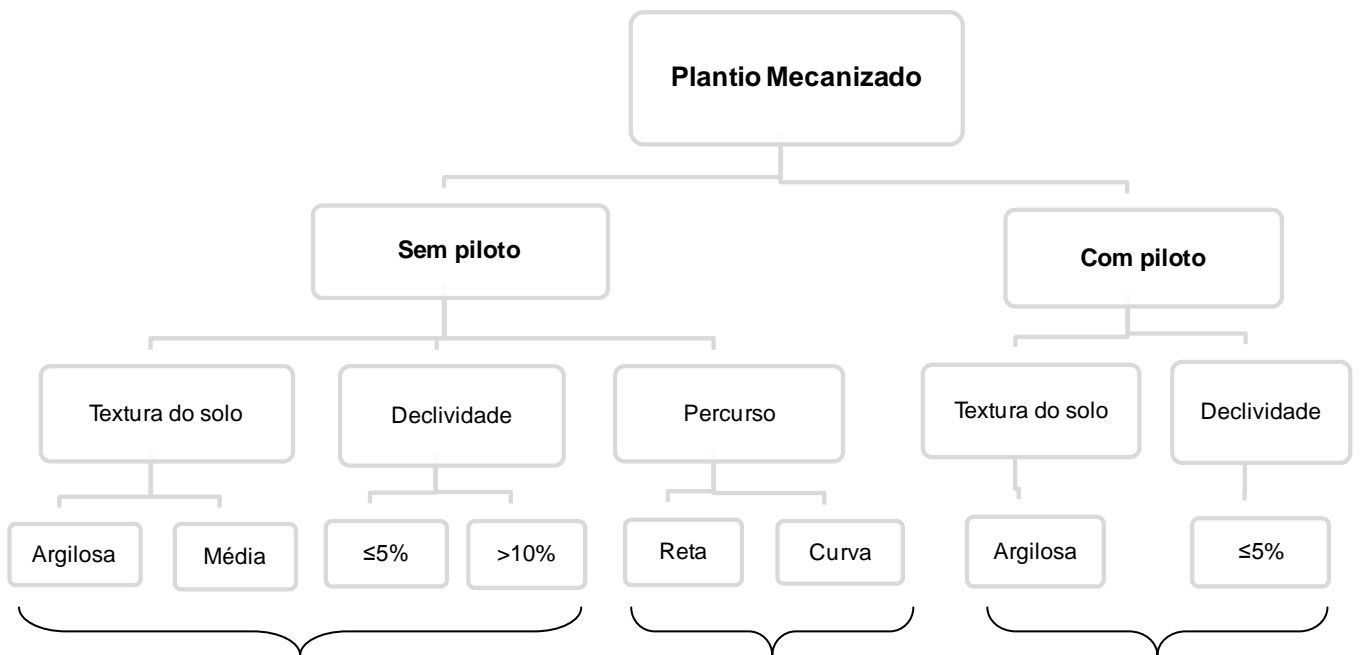 Plantio Mecanizado
Sem piloto
Com piloto
Textura do solo
Declividade
Percurso
Textura do solo
Declividade
Argilosa
Média
≤5%
>10%
Reta
Curva
Argilosa
≤5%